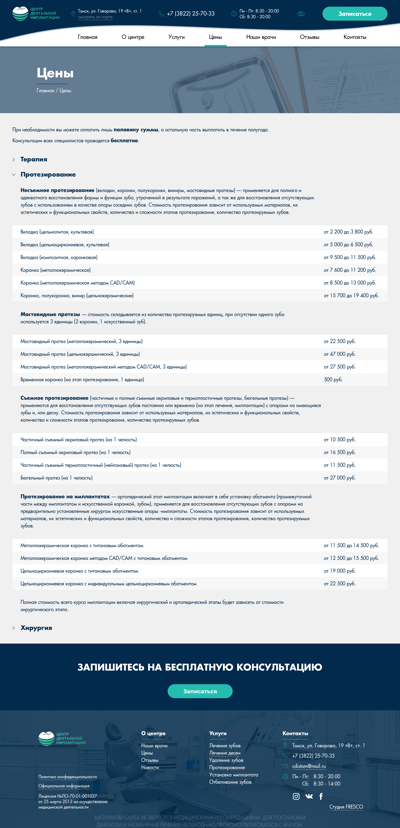 ЦЕНТР
ДЕНТАЛЬНОЙ
ИМПЛАНТАЦИИ
Томск, ул. Говорова, 19 «В», ст. 1
смотреть на карте
+7 (3822) 25-70-33
Пн - Пт: 8:30 - 20:00
Сб: 8:30 - 20:00
Записаться
Главная
О центре
Услуги
Цены
Наши врачи
Отзывы
Контакты
Цены
Главная / Цены
При необходимости вы можете оплатить лишь половину суммы, а остальную часть выплатить в течение полугода.
Консультации всех специалистов проводятся бесплатно.
Терапия
Протезирование
Несъемное протезирование (вкладки, коронки, полукоронки, виниры, мостовидные протезы) — применяется для полного и
адекватного восстановления формы и функции зуба, утраченной в результате поражений, а так же для восстановления отсутствующих
зубов с использованием в качестве опоры соседних зубов. Стоимость протезирования зависит от используемых материалов, их
эстетических и функциональных свойств, количества и сложности этапов протезирования, количества протезируемых зубов.
Вкладка (цельнолитая, культевая) от 2 200 до 3 800 руб.
Вкладка (цельноциркониевая, культевая) от 5 000 до 6 500 руб.
Вкладка (композитная, коронковая) от 9 500 до 11 500 руб.
Коронка (металлокерамическая) от 7 600 до 11 200 руб.
Коронка (металлокерамическая методом CAD/CAM) от 8 500 до 13 000 руб.
Коронка, полукоронка, винир (цельнокерамические) от 15 700 до 19 400 руб.
Мостовидные протезы — стоимость складывается из количества протезируемых единиц, при отсутствии одного зуба
используется 3 единицы (2 коронки, 1 искусственный зуб).
Мостовидный протез (металлокерамический, 3 единицы) от 22 500 руб.
Мостовидный протез (цельнокерамический, 3 единицы) от 47 000 руб.
Мостовидный протез (металлокерамический методом CAD/CAM, 3 единицы) от 27 500 руб.
Временная коронка (на этап протезирования, 1 единица) 500 руб.
Съемное протезирование (частичные и полные съемные акриловые и термопластичные протезы, бюгельные протезы) —
применяются для восстановления отсутствующих зубов постоянно или временно (на этап лечения, имплантации) с опорами на имеющиеся
зубы и, или десну. Стоимость протезирования зависит от используемых материалов, их эстетических и функциональных свойств,
количества и сложности этапов протезирования, количества протезируемых зубов.
Частичный съемный акриловый протез (на 1 челюсть) от 10 500 руб.
Полный съемный акриловый протез (на 1 челюсть) от 16 500 руб.
Частичный съемный термопластичный (нейлоновый) протез (на 1 челюсть) от 11 500 руб.
Бюгельный протез (на 1 челюсть) от 27 000 руб.
Протезирование на имплантатах — ортопедический этап имплантации включает в себя установку абатмента (промежуточной
части между имплантатом и искусственной коронкой, зубом), применяется для восстановления отсутствующих зубов с опорами на
предварительно установленные хирургом искусственные опоры -имплантаты. Стоимость протезирования зависит от используемых
материалов, их эстетических и функциональных свойств, количества и сложности этапов протезирования, количества протезируемых
зубов.
Металлокерамическая коронка с титановым абатментом от 11 500 до 14 500 руб.
Металлокерамическая коронка методом CAD/CAM с титановым абатментом от 12 500 до 15 500 руб.
Цельноциркониевая коронка с титановым абатментом от 19 000 руб.
Цельноциркониевая коронка с индивидуальным цельноциркониевым абатментом от 22 500 руб.
Полная стоимость всего курса имплантации включая хирургический и ортопедический этапы будет зависеть от стоимости
хирургического этапа.
Хирургия
ЗАПИШИТЕСЬ НА БЕСПЛАТНУЮ КОНСУЛЬТАЦИЮ
Записаться
ЦЕНТР
ДЕНТАЛЬНОЙ
ИМПЛАНТАЦИИ
Политика конфиденциальности
Официальная информация
Лицензия №ЛО-70-01-001037
от 25 марта 2013 на осуществление
медицинской деятельности
О центре
Наши врачи
Цены
Отзывы
Новости
Услуги
Лечение зубов
Лечение десен
Удаление зубов
Протезирование
Установка импланта
Отбеливание зубов
Контакты
Томск, ул. Говорова, 19 «В», ст. 1
+7 (3822) 25-70-33
cdistom@mail.ru
Пн - Пт: 8:30 - 20:00
Сб: 8:30 - 14:00
Студия FRESCO